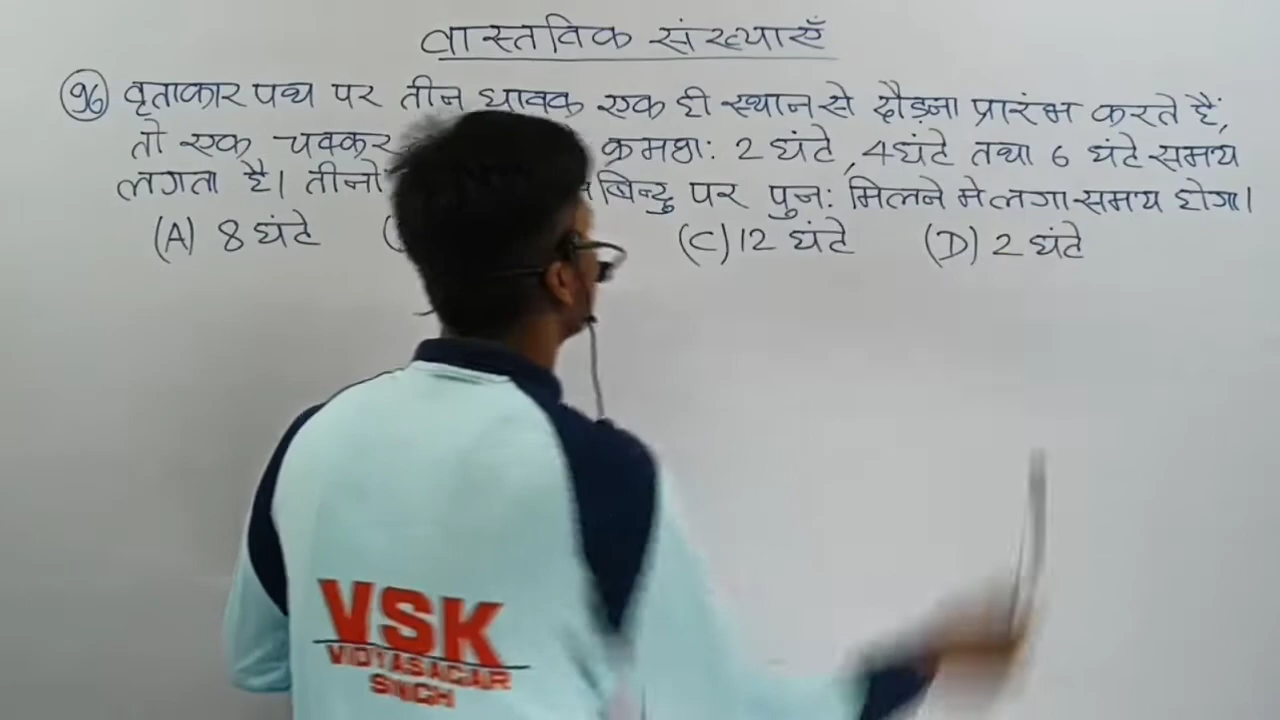 वास्तविक संख्याएँ
96 वृताकार पथ पर तीन धावक एक ही स्थान से दौड़ना प्रारंभ करते हैं,
तो एक चक्कर क्रमशः 2 घंटे, 4 घंटे तथा 6 घंटे समय
लगता है। तीनो बिन्दु पर पुनः मिलने मे लगा समय होगा।
(A) 8 घंटे (C) 12 घंटे (D) 2 घंटे
VSK
VIDYASAGAR
SINGH